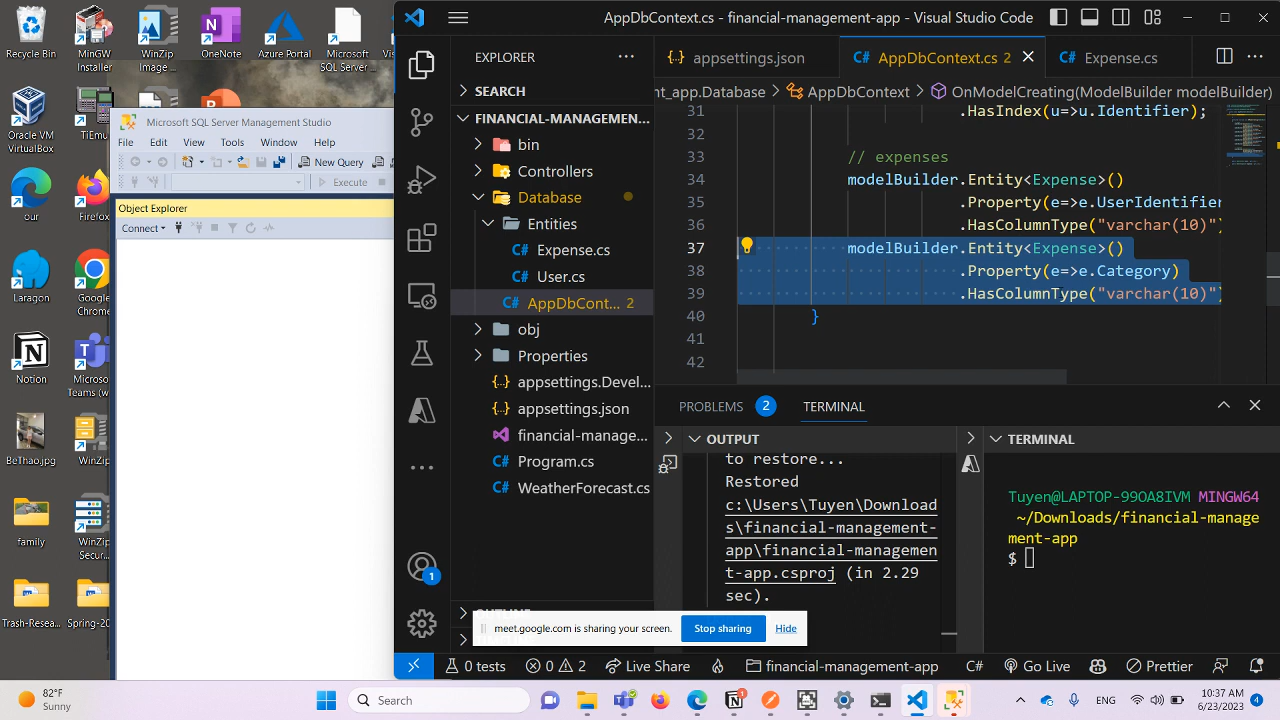 Recycle Bin
MinGW Installer
WinZip Image ...
OneNote
Azure Portal
Microsoft SQL Server ...
Oracle VM VirtualBox
TiEmu
our
Firefox
Laragon
Google Chrome
Notion
Microso... Teams (w...
BeThao.jpg
WinZip
family
WinZip Secur...
Trash-Resea...
Spring-20...
Microsoft SQL Server Management Studio
File Edit View Tools Window Help
New Query
Execute
Object Explorer
Connect
AppDbContext.cs - financial-management-app - Visual Studio Code
EXPLORER
SEARCH
FINANCIAL-MANAGEMEN...
bin
Controllers
Database
Entities
Expense.cs
User.cs
AppDbCont... 2
obj
Properties
appsettings.Devel...
appsettings.json
financial-manage...
Program.cs
WeatherForecast.cs
OUTLINE
1
appsettings.json
AppDbContext.cs 2
Expense.cs
nt_app.Database > AppDbContext > OnModelCreating(ModelBuilder modelBuilder)
31 .HasIndex(u=>u.Identifier);
32
33 // expenses
34 modelBuilder.Entity<Expense>()
35 .Property(e=>e.UserIdentifier
36 .HasColumnType("varchar(10)")
37 modelBuilder.Entity<Expense>()
38 .Property(e=>e.Category)
39 .HasColumnType("varchar(10)")
40 }
41
42
PROBLEMS 2 TERMINAL
OUTPUT
to restore...
Restored
c:\Users\Tuyen\Download
s\financial-management-
app\financial-managemen
t-app.csproj (in 2.29
sec).
TERMINAL
Tuyen@LAPTOP-99OA8IVM MINGW64
~/Downloads/financial-manage
ment-app
$
meet.google.com is sharing your screen. Stop sharing Hide
0 tests 0 2 Live Share financial-management-app C# Go Live Prettier
82°F
Sunny
Search
ENG
10:37 AM
6/23/2023
4